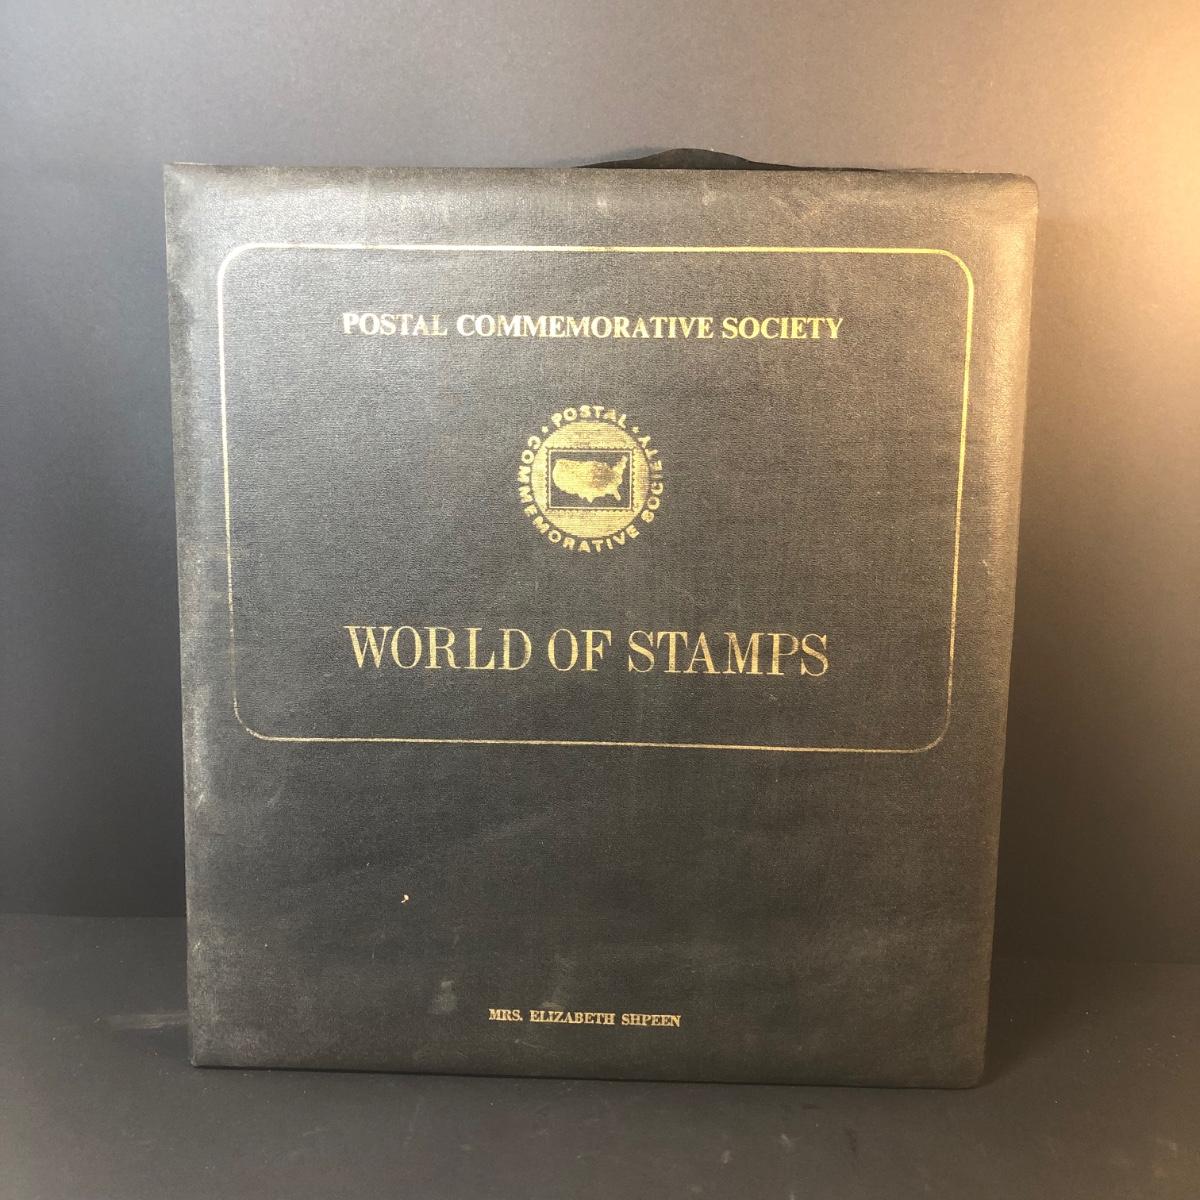 POSTAL COMMEMORATIVE SOCIETY
· POSTAL · COMMEMORATIVE SOCIETY
WORLD OF STAMPS
MRS. ELIZABETH SHPEEN